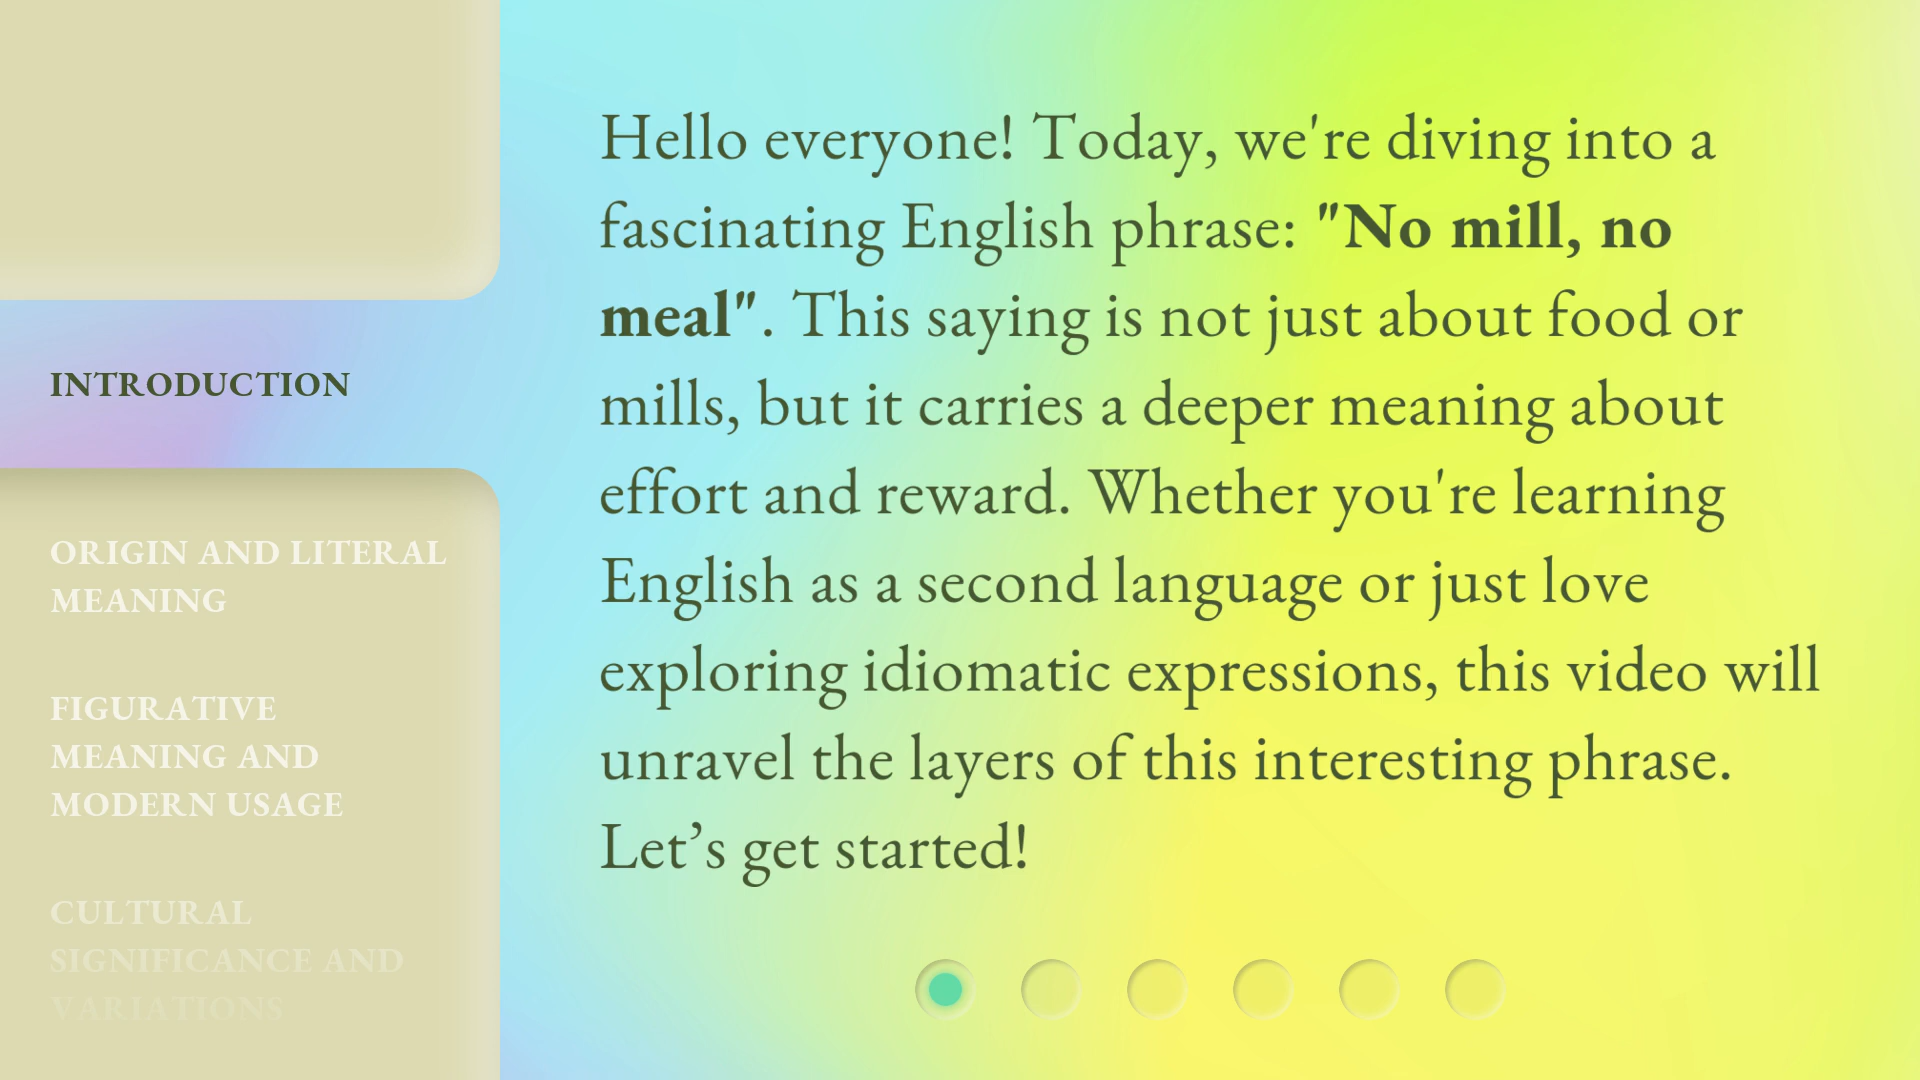 INTRODUCTION
ORIGIN AND LITERAL
MEANING
FIGURATIVE
MEANING AND
MODERN USAGE
CULTURAL
SIGNIFICANCE AND
VARIATIONS
Hello everyone! Today, we're diving into a
fascinating English phrase: "No mill, no
meal". This saying is not just about food or
mills, but it carries a deeper meaning about
effort and reward. Whether you're learning
English as a second language or just love
exploring idiomatic expressions, this video will
unravel the layers of this interesting phrase.
Let’s get started!